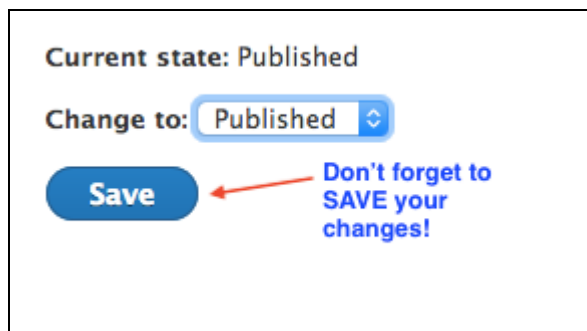 Current state: Published
Change to: Published
Save
Don't forget to
SAVE your
changes!